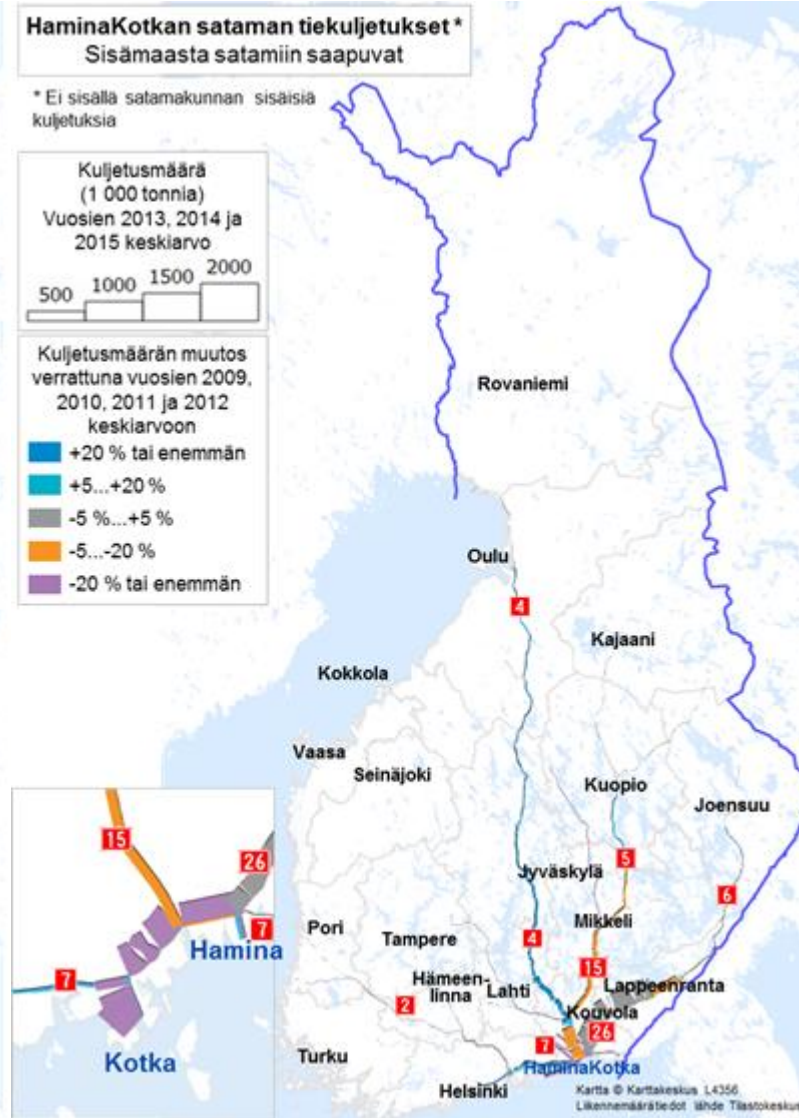 HaminaKotkan sataman tiekuljetukset *
Sisämaasta satamiin saapuvat
* Ei sisällä satamakunnan sisäisiä
kuljetuksia
Kuljetusmäärä
(1 000 tonnia)
Vuosien 2013, 2014 ja
2015 keskiarvo
500 1000 1500 2000
Kuljetusmäärän muutos
verrattuna vuosien 2009,
2010, 2011 ja 2012
keskiarvoon
+20 % tai enemmän
+5...+20 %
-5 %...+5 %
-5...-20 %
-20 % tai enemmän
Rovaniemi
Oulu
4
Kajaani
Kokkola
Vaasa
Seinäjoki
Kuopio
Joensuu
Jyväskylä
5
6
Mikkeli
Pori
Tampere
4
15
Hämeen-
linna
Lahti
Lappeenranta
2
Kouvola
26
7
Turku
HaminaKotka
Helsinki
15
26
7
Hamina
7
Kotka
Kartta © Karttakeskus L4356
Liikennemäärätiedot lähde Tilastokeskus